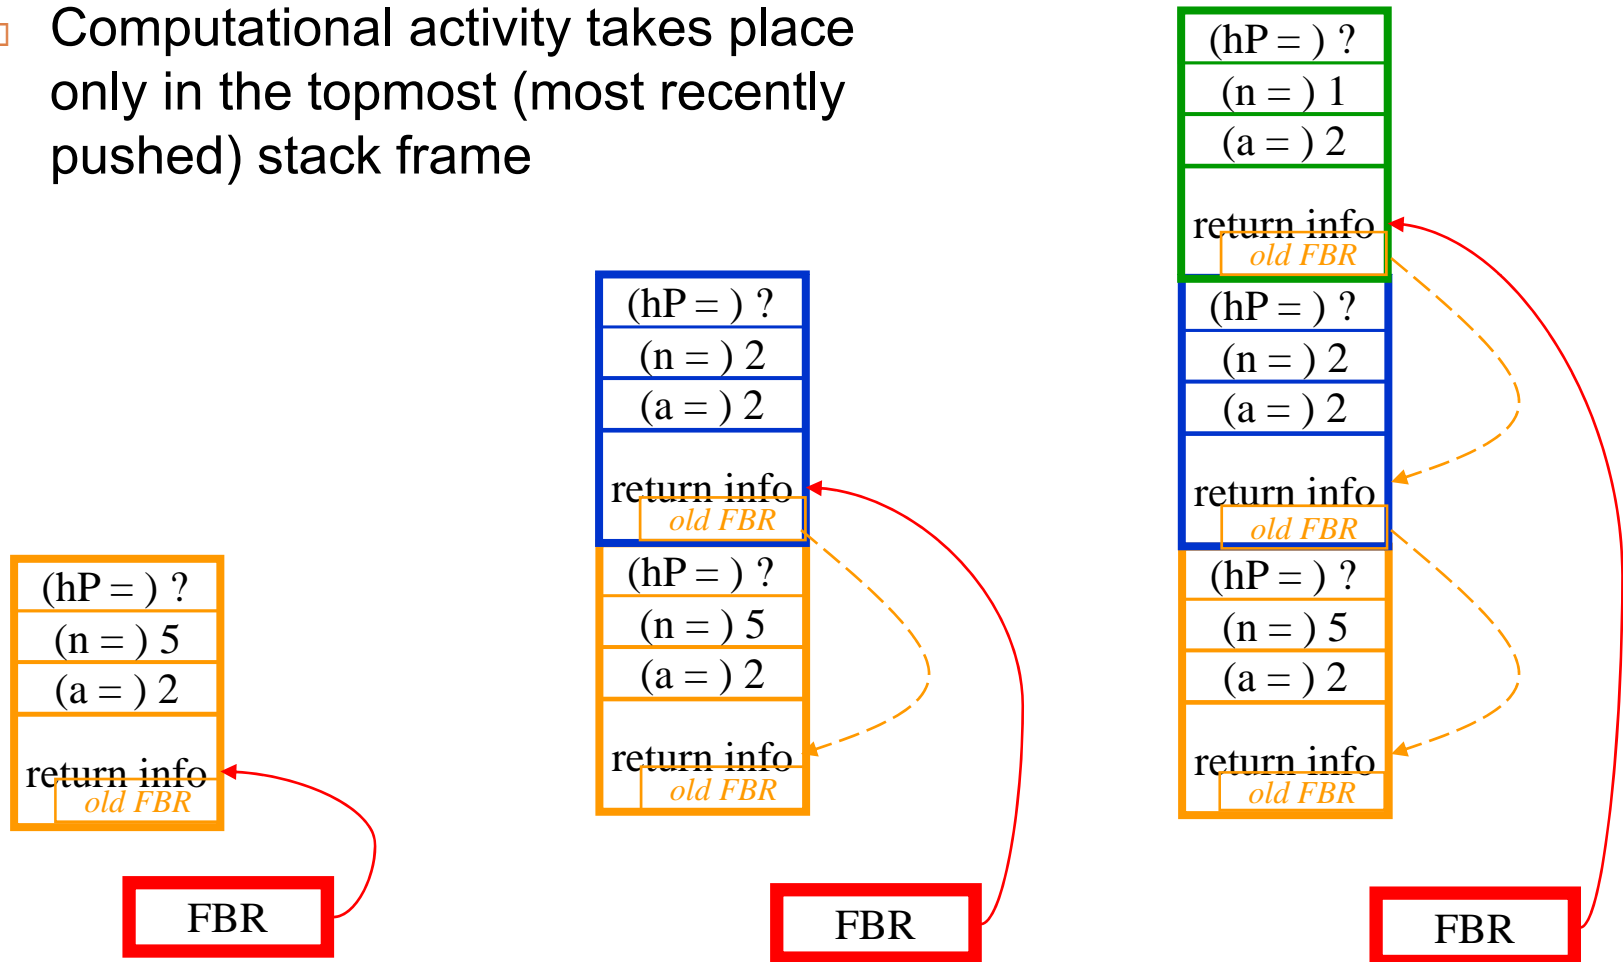 Computational activity takes place
only in the topmost (most recently
pushed) stack frame
(hP = ) ?
(n = ) 5
(a = ) 2
return info
old FBR
FBR
(hP = ) ?
(n = ) 2
(a = ) 2
return info
old FBR
(hP = ) ?
(n = ) 5
(a = ) 2
return info
old FBR
FBR
(hP = ) ?
(n = ) 1
(a = ) 2
return info
old FBR
(hP = ) ?
(n = ) 2
(a = ) 2
return info
old FBR
(hP = ) ?
(n = ) 5
(a = ) 2
return info
old FBR
FBR